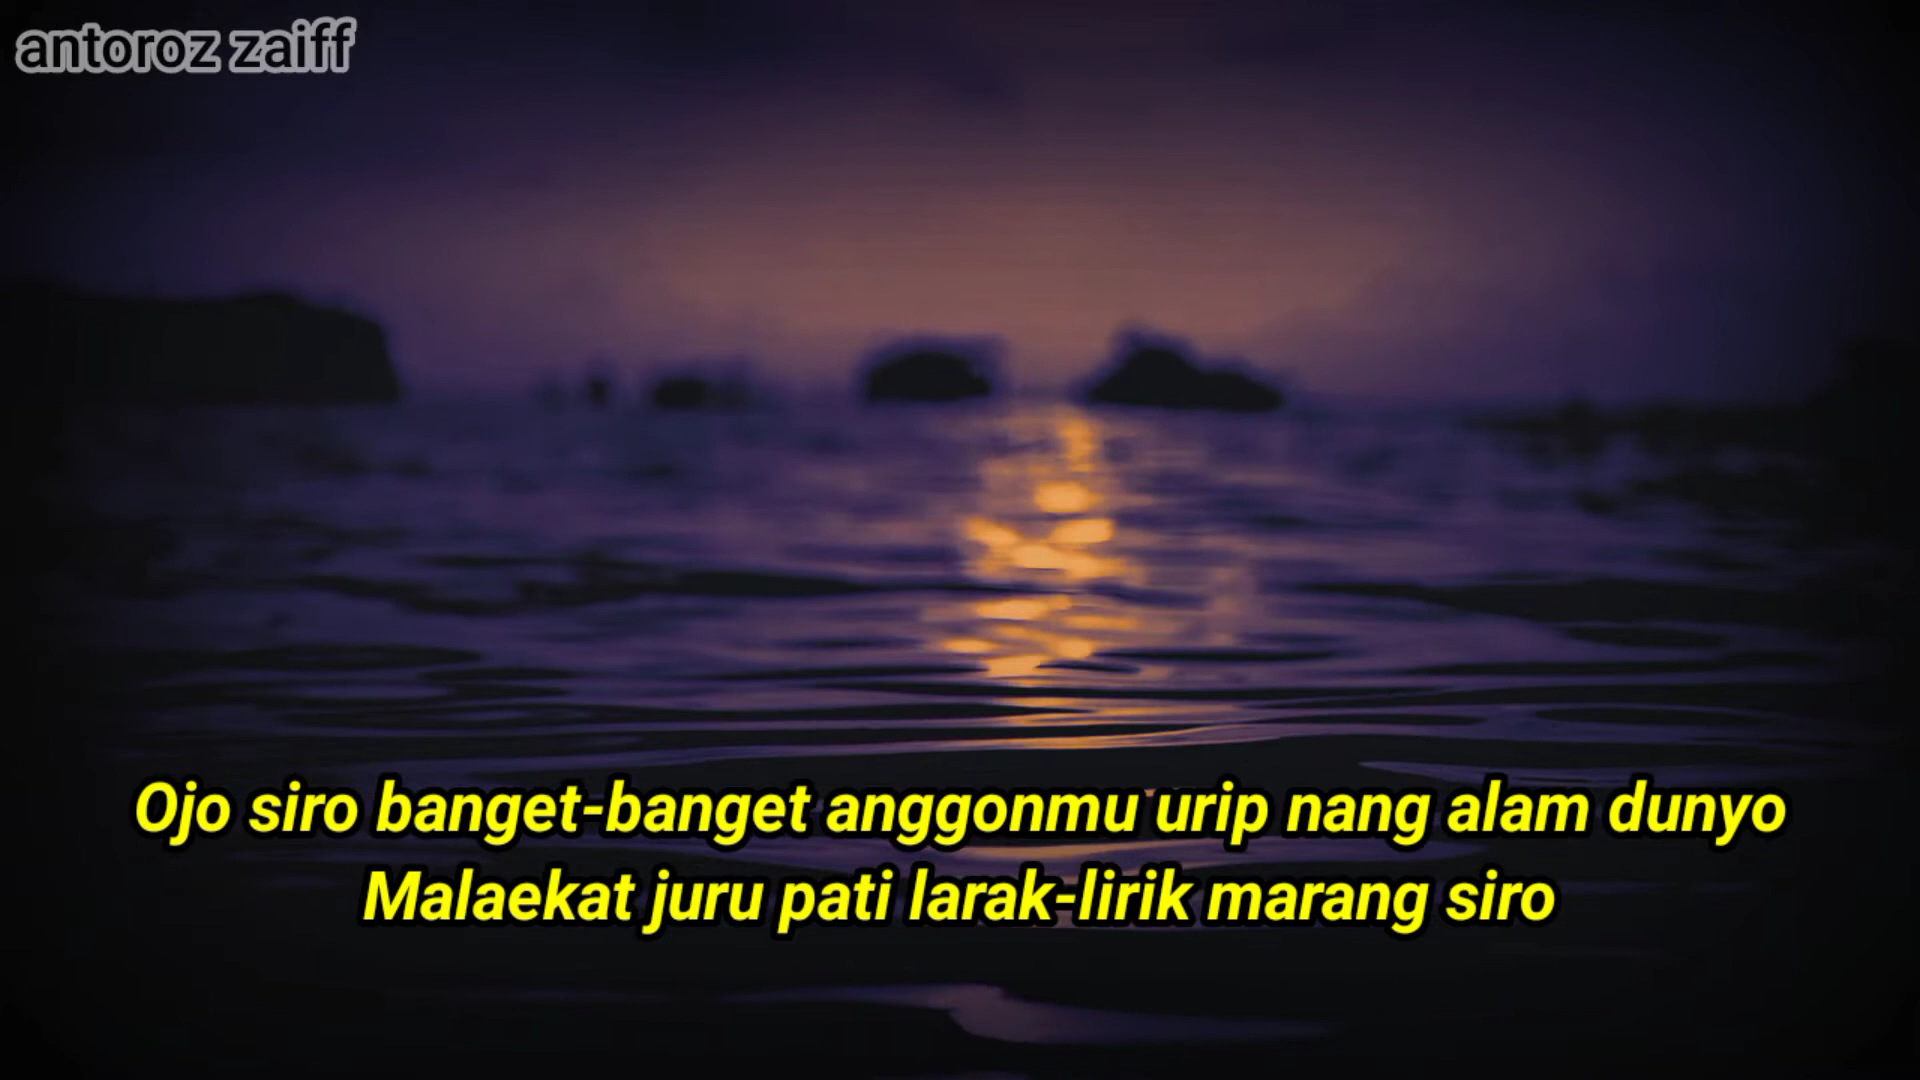 antoroz zaiff
Ojo siro banget-banget anggonmu urip nang alam dunyo
Malaekat juru pati larak-lirik marang siro